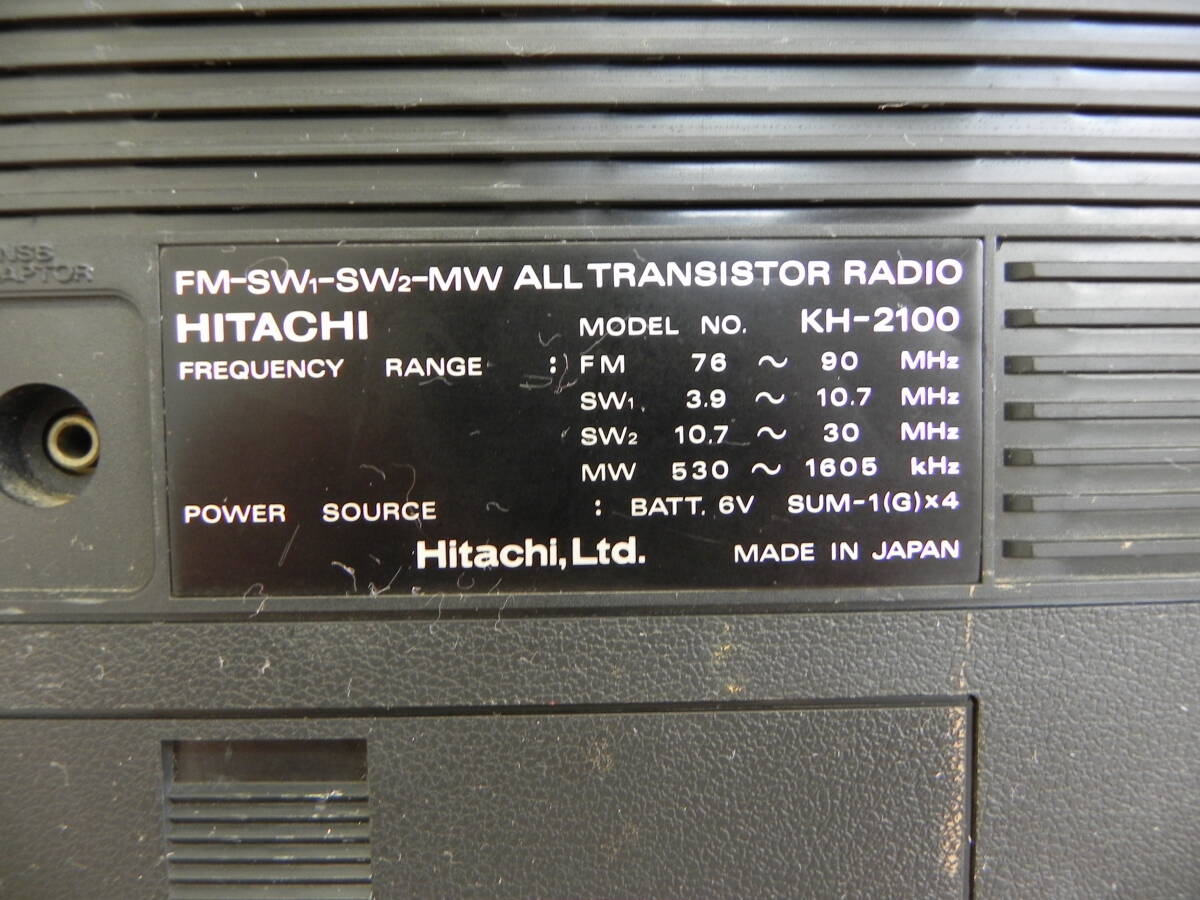 FM-SW₁-SW₂-MW ALL TRANSISTOR RADIO
HITACHI MODEL NO. KH-2100
FREQUENCY RANGE : FM 76 ~ 90 MHz
SW₁ 3.9 ~ 10.7 MHz
SW₂ 10.7 ~ 30 MHz
MW 530 ~ 1605 kHz
POWER SOURCE : BATT. 6V SUM-1(G)×4
Hitachi, Ltd. MADE IN JAPAN